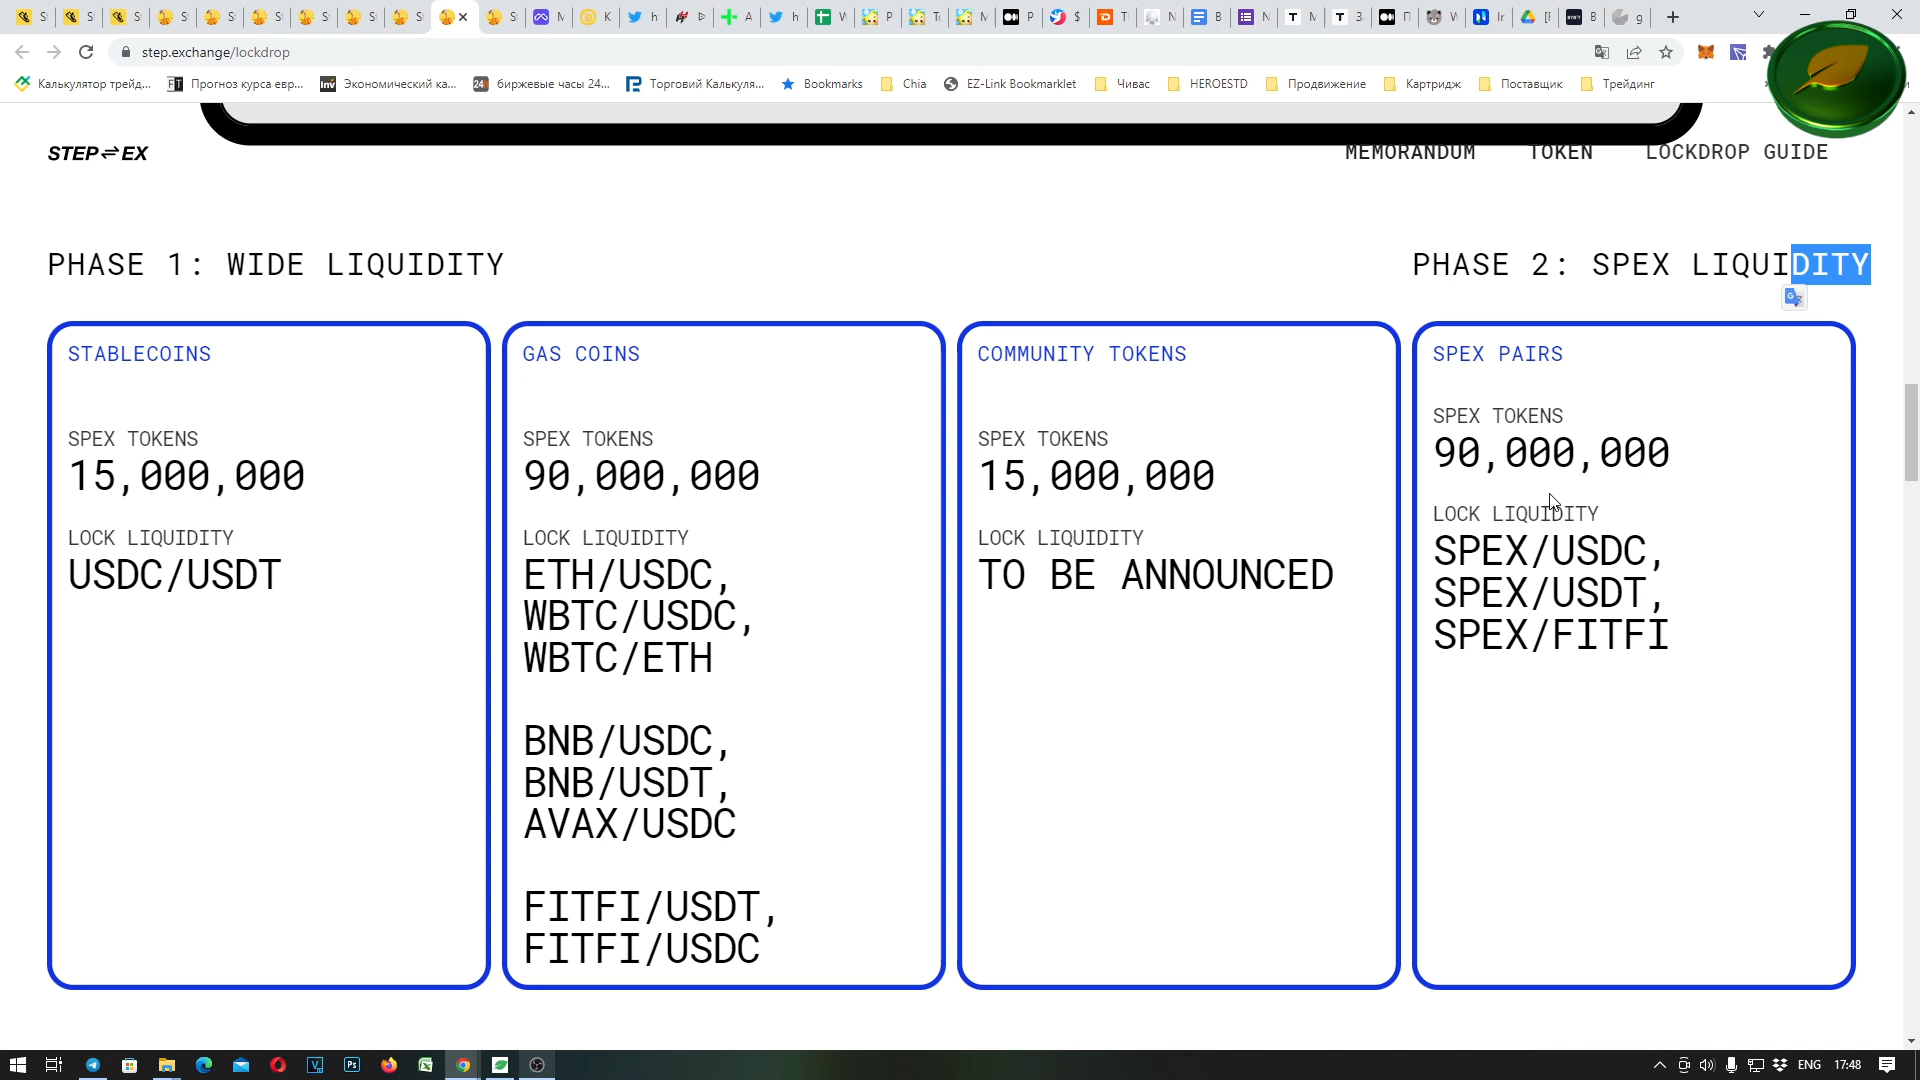 step.exchange/lockdrop
Калькулятор трейд...
Прогноз курса евр...
Экономический ка...
биржевые часы 24...
Торговий Калькуля...
Bookmarks
Chia
EZ-Link Bookmarklet
Чивас
HEROESTD
Продвижение
Картридж
Поставщик
Трейдинг
STEP⇌EX
MEMORANDUM
TOKEN
LOCKDROP GUIDE
PHASE 1: WIDE LIQUIDITY
PHASE 2: SPEX LIQUIDITY
STABLECOINS
SPEX TOKENS
15,000,000
LOCK LIQUIDITY
USDC/USDT
GAS COINS
SPEX TOKENS
90,000,000
LOCK LIQUIDITY
ETH/USDC,
WBTC/USDC,
WBTC/ETH
BNB/USDC,
BNB/USDT,
AVAX/USDC
FITFI/USDT,
FITFI/USDC
COMMUNITY TOKENS
SPEX TOKENS
15,000,000
LOCK LIQUIDITY
TO BE ANNOUNCED
SPEX PAIRS
SPEX TOKENS
90,000,000
LOCK LIQUIDITY
SPEX/USDC,
SPEX/USDT,
SPEX/FITFI
ENG
17:48